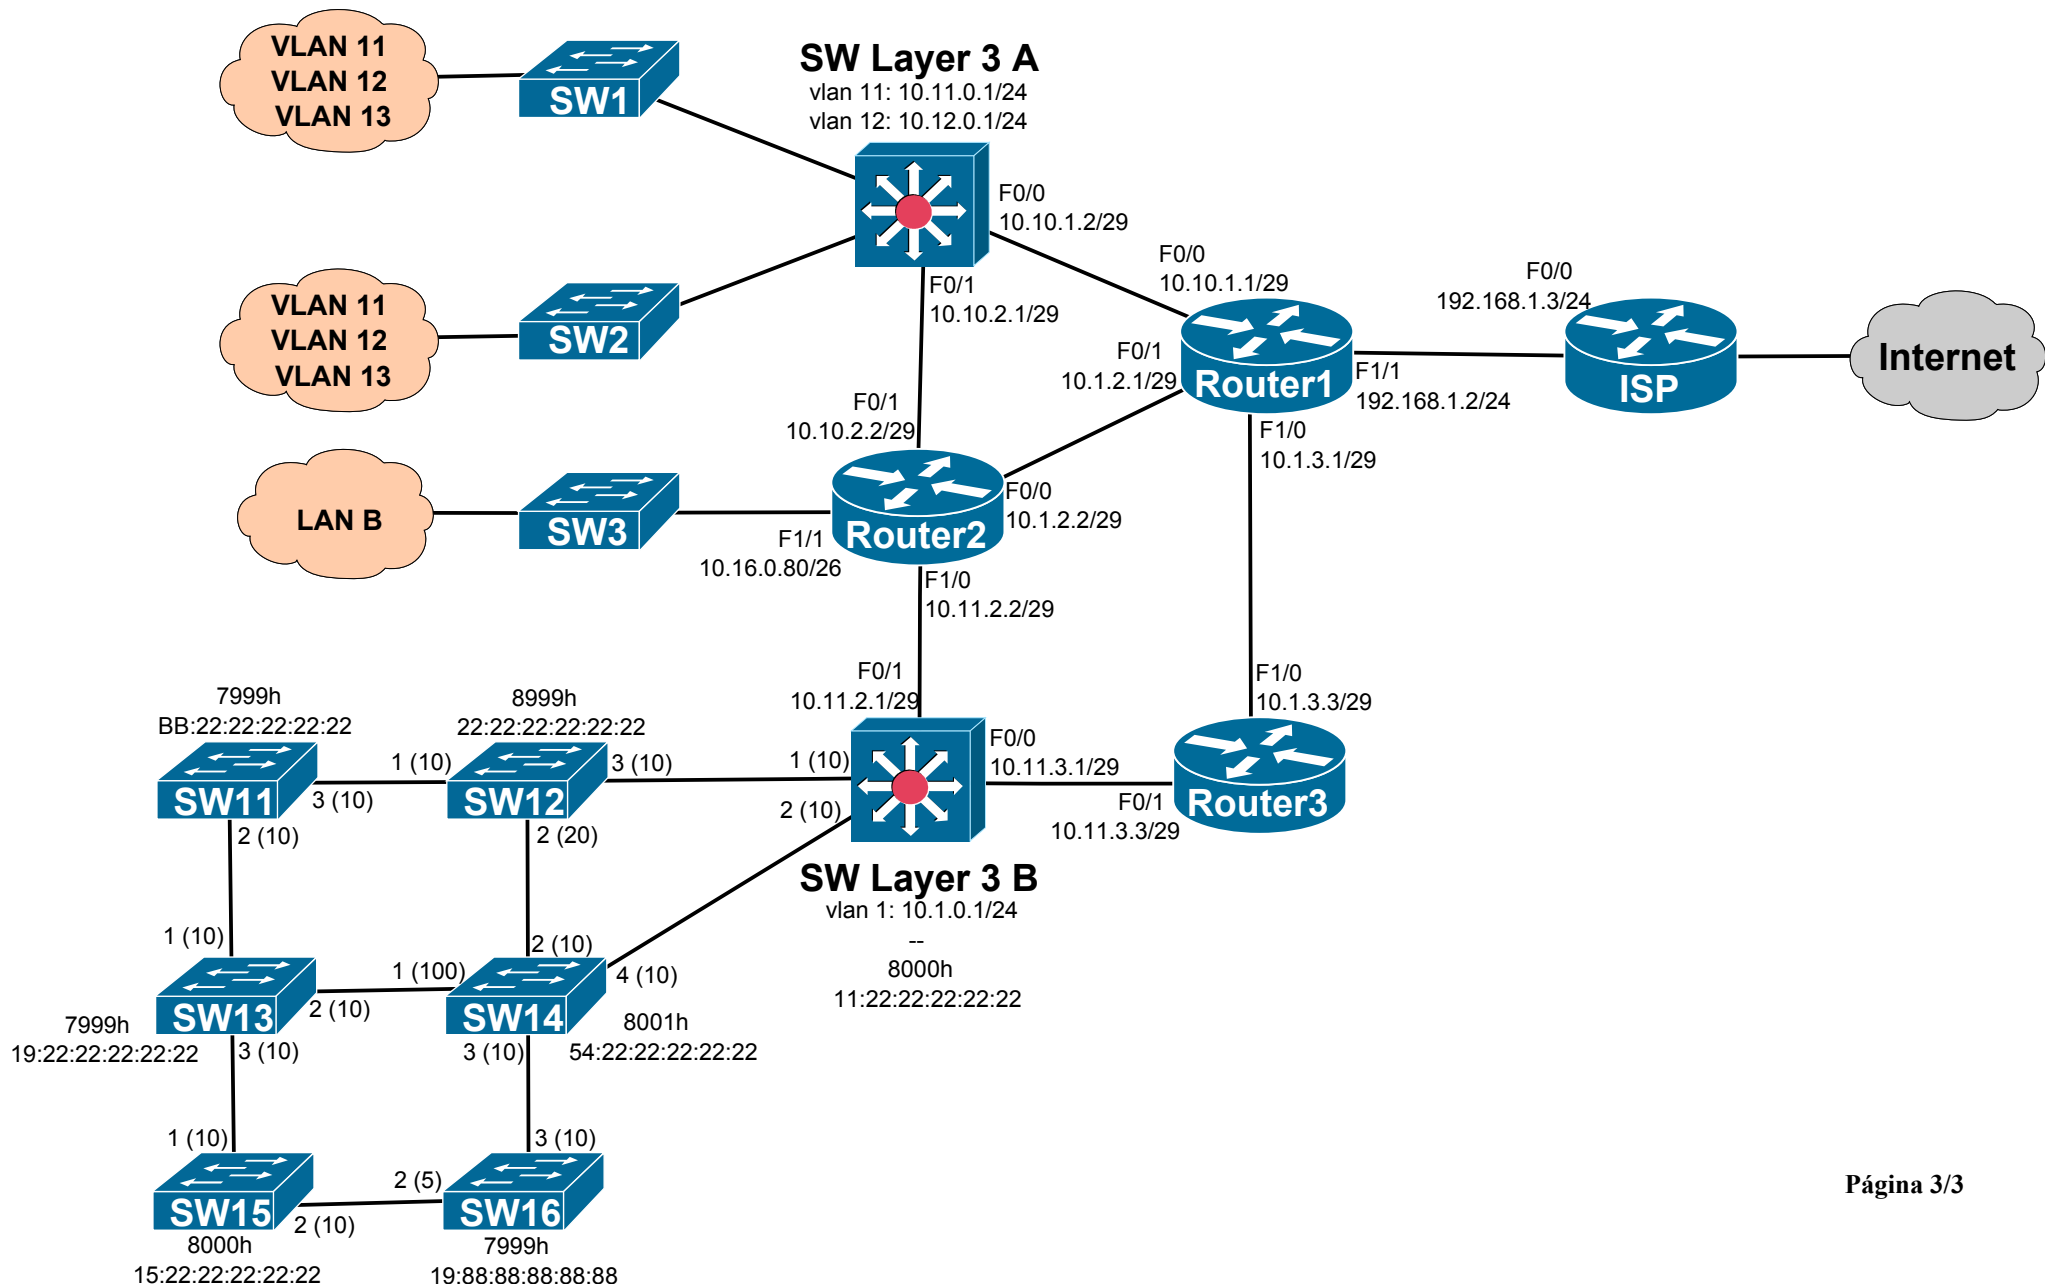 VLAN 11
VLAN 12
VLAN 13
SW1
SW Layer 3 A
vlan 11: 10.11.0.1/24
vlan 12: 10.12.0.1/24
F0/0
10.10.1.2/29
F0/1
10.10.2.1/29
VLAN 11
VLAN 12
VLAN 13
SW2
F0/0
10.10.1.1/29
F0/1
10.1.2.1/29
Router1
F1/1
192.168.1.2/24
F1/0
10.1.3.1/29
F0/0
192.168.1.3/24
ISP
Internet
LAN B
SW3
F0/1
10.10.2.2/29
F0/0
10.1.2.2/29
Router2
F1/1
10.16.0.80/26
F1/0
10.11.2.2/29
F0/1
10.11.2.1/29
F0/0
10.11.3.1/29
1 (10)
2 (10)
SW Layer 3 B
vlan 1: 10.1.0.1/24
--
8000h
11:22:22:22:22:22
F1/0
10.1.3.3/29
F0/1
10.11.3.3/29
Router3
7999h
BB:22:22:22:22:22
SW11
3 (10)
2 (10)
8999h
22:22:22:22:22:22
1 (10)
3 (10)
SW12
2 (20)
1 (10)
SW13
2 (10)
3 (10)
7999h
19:22:22:22:22:22
1 (100)
2 (10)
4 (10)
SW14
3 (10)
8001h
54:22:22:22:22:22
1 (10)
SW15
2 (10)
8000h
15:22:22:22:22:22
3 (10)
2 (5)
SW16
7999h
19:88:88:88:88:88
Página 3/3